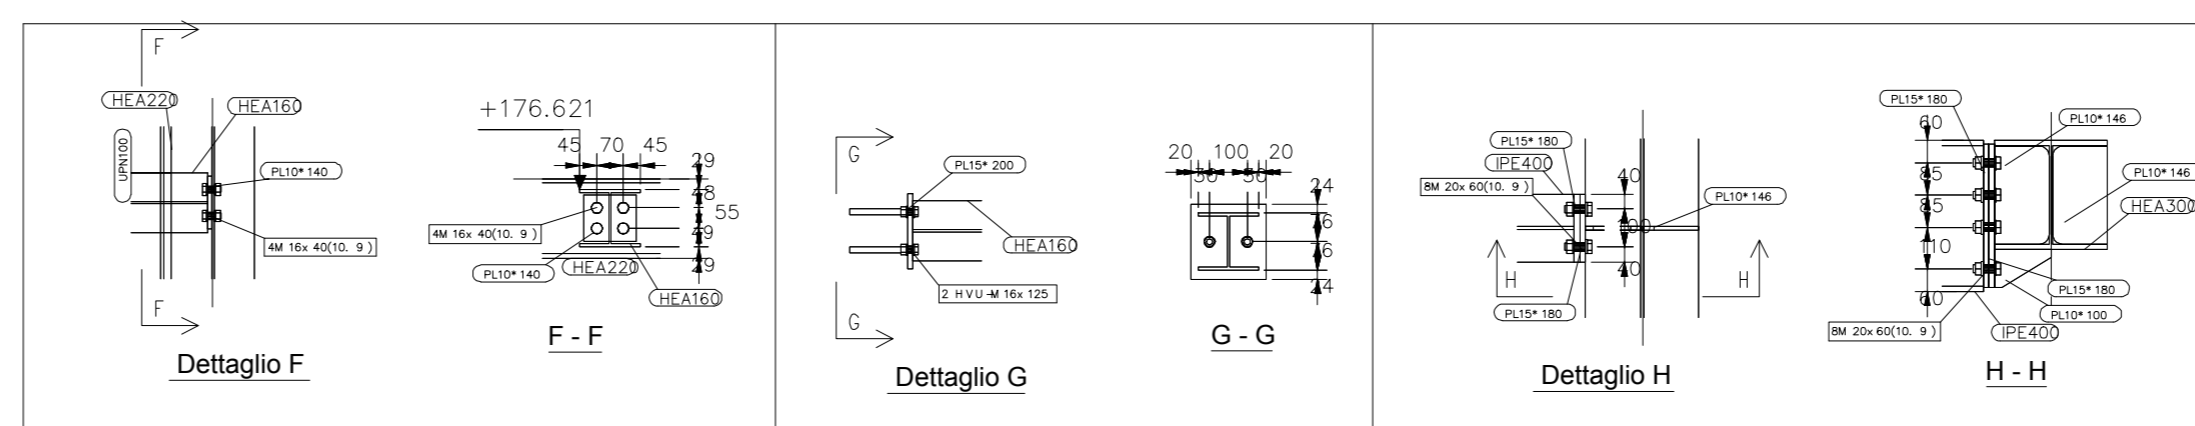 F
HEA220
HEA160
UPN100
PL10*140
4M 16x 40(10. 9 )
F
Dettaglio F
+176.621
45 70 45
29
48
55
49
29
4M 16x 40(10. 9 )
PL10*140
HEA220
HEA160
F - F
G
PL15*200
HEA160
2 HVU-M 16x 125
G
Dettaglio G
20 100 20
24
24
G - G
PL15*180
IPE400
8M 20x 60(10. 9 )
40
100
40
PL10*146
H
H
PL15*180
Dettaglio H
PL15*180
60
PL10*146
85
PL10*146
85
HEA300
110
PL15*180
60
PL10*100
8M 20x 60(10. 9 )
IPE400
H - H